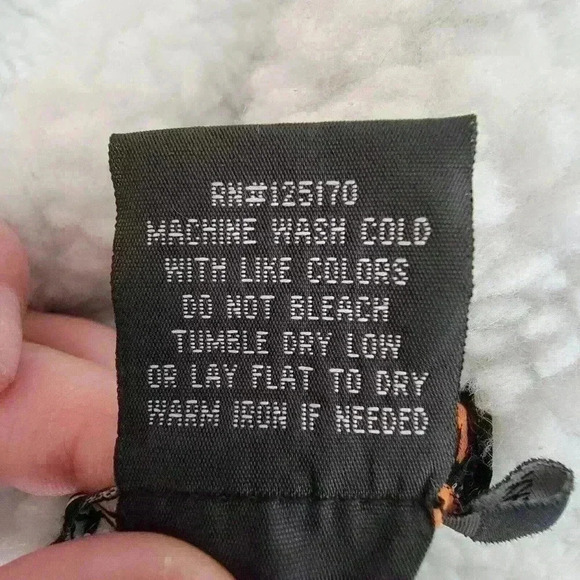 RN#125170
MACHINE WASH COLD
WITH LIKE COLORS
DO NOT BLEACH
TUMBLE DRY LOW
OR LAY FLAT TO DRY
WARM IRON IF NEEDED